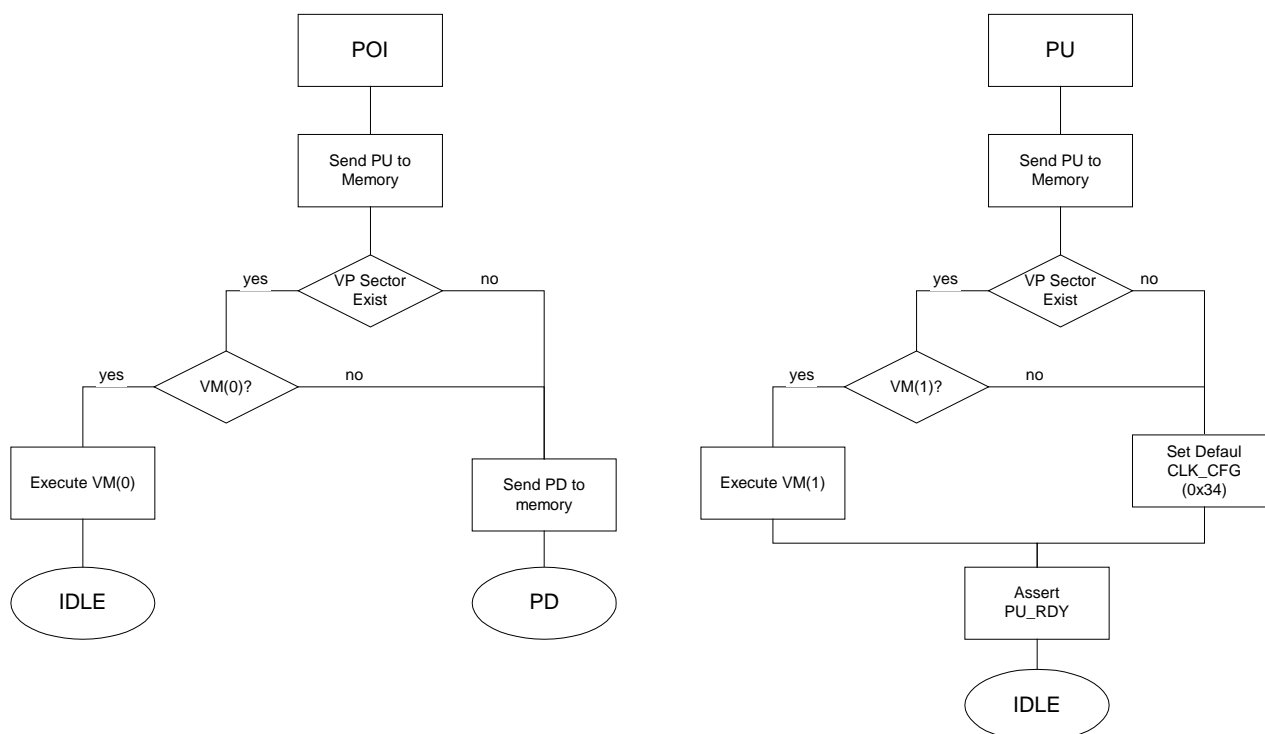 POI
Send PU to
Memory
yes
VP Sector
Exist
no
yes
VM(0)?
no
Execute VM(0)
Send PD to
memory
IDLE
PD
PU
Send PU to
Memory
yes
VP Sector
Exist
no
yes
VM(1)?
no
Execute VM(1)
Set Defaul
CLK_CFG
(0x34)
Assert
PU_RDY
IDLE